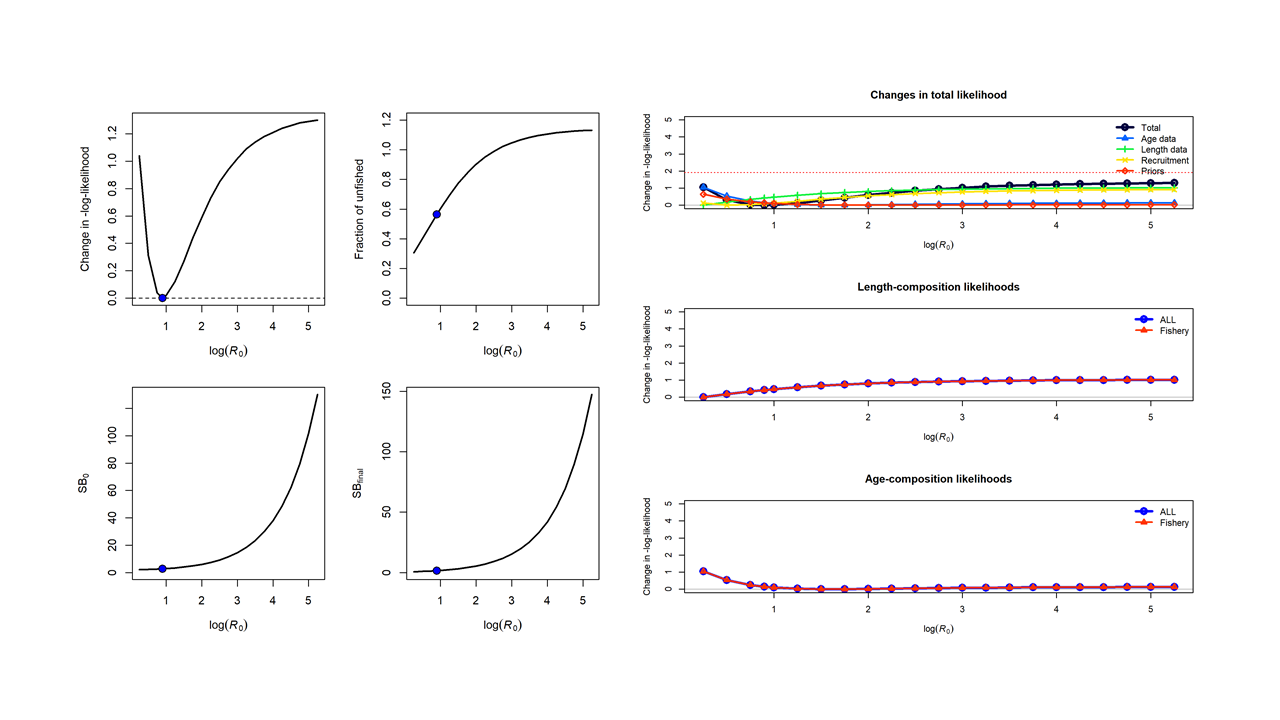 Change in -log-likelihood
0.0 0.2 0.4 0.6 0.8 1.0 1.2
1 2 3 4 5
log(R0)
Fraction of unfished
0.0 0.2 0.4 0.6 0.8 1.0 1.2
1 2 3 4 5
log(R0)
SB0
0 20 40 60 80 100
1 2 3 4 5
log(R0)
SBfinal
0 50 100 150
1 2 3 4 5
log(R0)
Changes in total likelihood
Change in -log-likelihood
0 1 2 3 4 5
Total
Age data
Length data
Recruitment
Priors
1 2 3 4 5
log(R0)
Length-composition likelihoods
Change in -log-likelihood
0 1 2 3 4 5
ALL
Fishery
1 2 3 4 5
log(R0)
Age-composition likelihoods
Change in -log-likelihood
0 1 2 3 4 5
ALL
Fishery
1 2 3 4 5
log(R0)